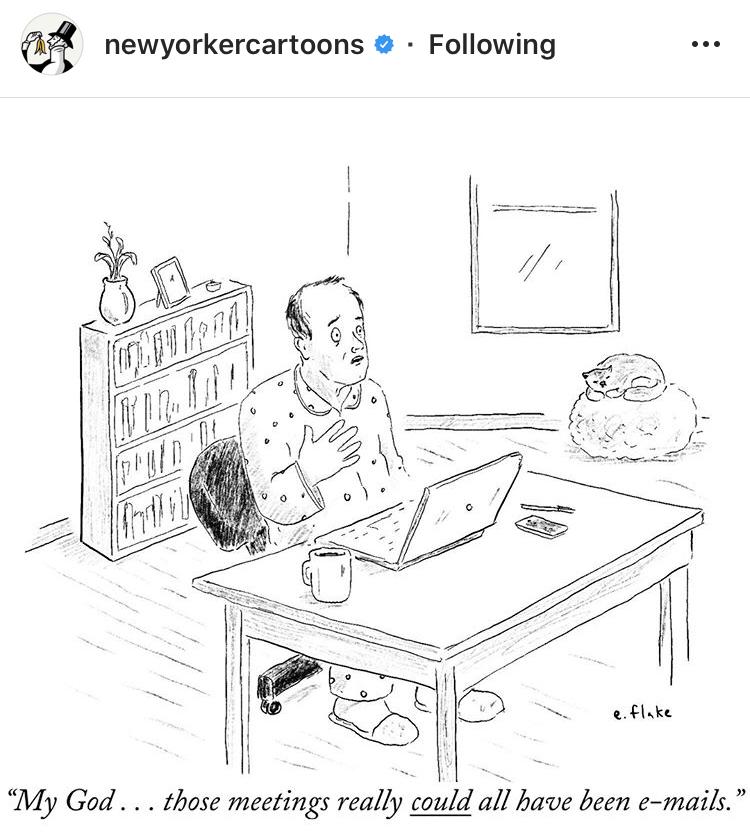 newyorkercartoons · Following
e.flake
“My God . . . those meetings really could all have been e-mails.”